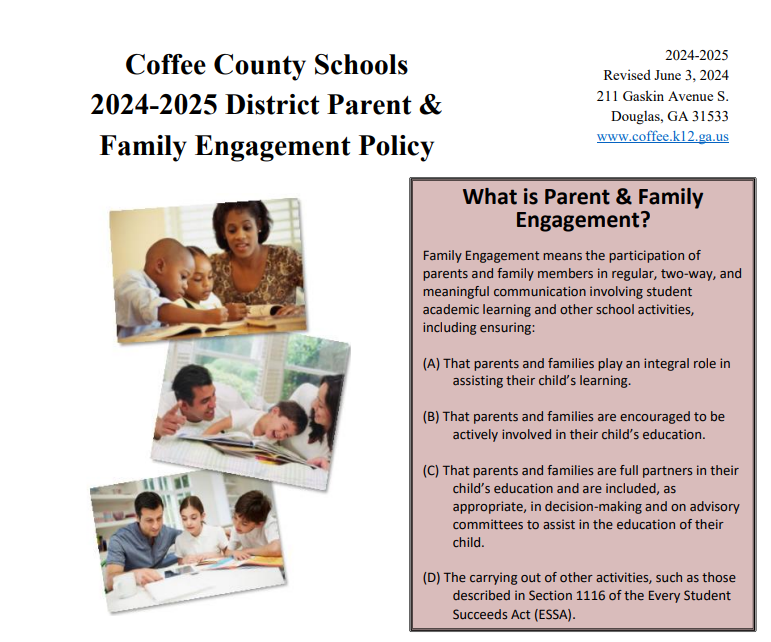 Coffee County Schools
2024-2025 District Parent &
Family Engagement Policy
2024-2025
Revised June 3, 2024
211 Gaskin Avenue S.
Douglas, GA 31533
www.coffee.k12.ga.us
What is Parent & Family
Engagement?
Family Engagement means the participation of
parents and family members in regular, two-way, and
meaningful communication involving student
academic learning and other school activities,
including ensuring:
(A) That parents and families play an integral role in
assisting their child’s learning.
(B) That parents and families are encouraged to be
actively involved in their child’s education.
(C) That parents and families are full partners in their
child’s education and are included, as
appropriate, in decision-making and on advisory
committees to assist in the education of their
child.
(D) The carrying out of other activities, such as those
described in Section 1116 of the Every Student
Succeeds Act (ESSA).